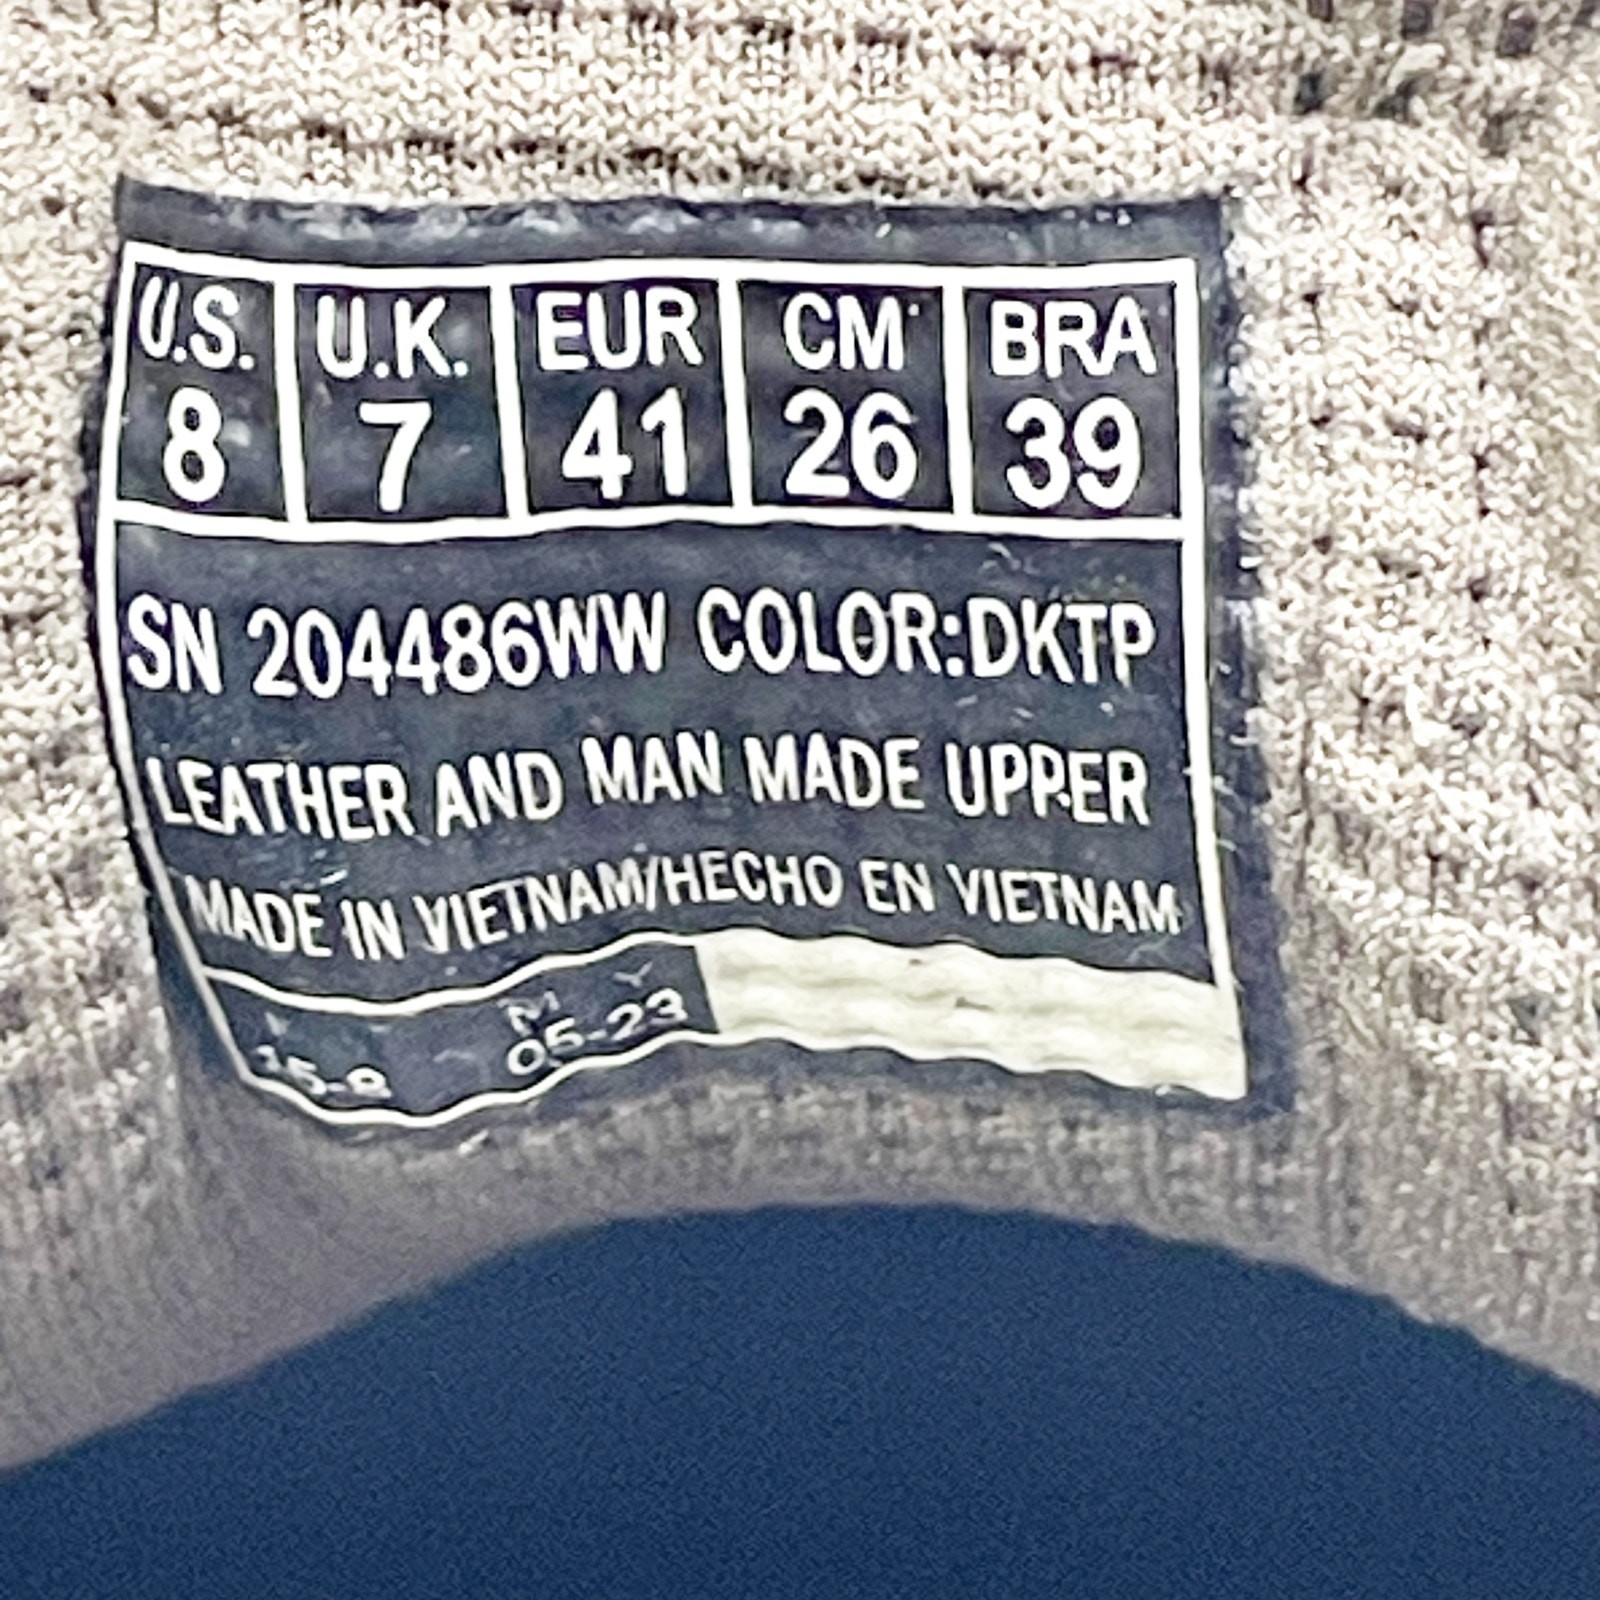 U.S. U.K. EUR CM BRA
8 7 41 26 39
SN 204486WW COLOR:DKTP
LEATHER AND MAN MADE UPPER
MADE IN VIETNAM/HECHO EN VIETNAM
M Y
05-23